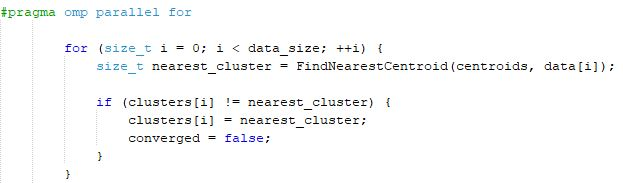 #pragma omp parallel for
for (size_t i = 0; i < data_size; ++i) {
size_t nearest_cluster = FindNearestCentroid(centroids, data[i]);
if (clusters[i] != nearest_cluster) {
clusters[i] = nearest_cluster;
converged = false;
}
}